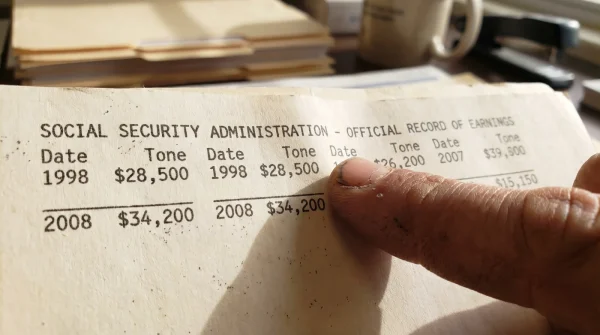 SOCIAL SECURITY ADMINISTRATION - OFFICIAL RECORD OF EARNINGS
Date Tone Date Tone Date Tone Date Tone
1998 $28,500 1998 $28,500 $26,200 2007 $39,800
$15,150
2008 $34,200 2008 $34,200